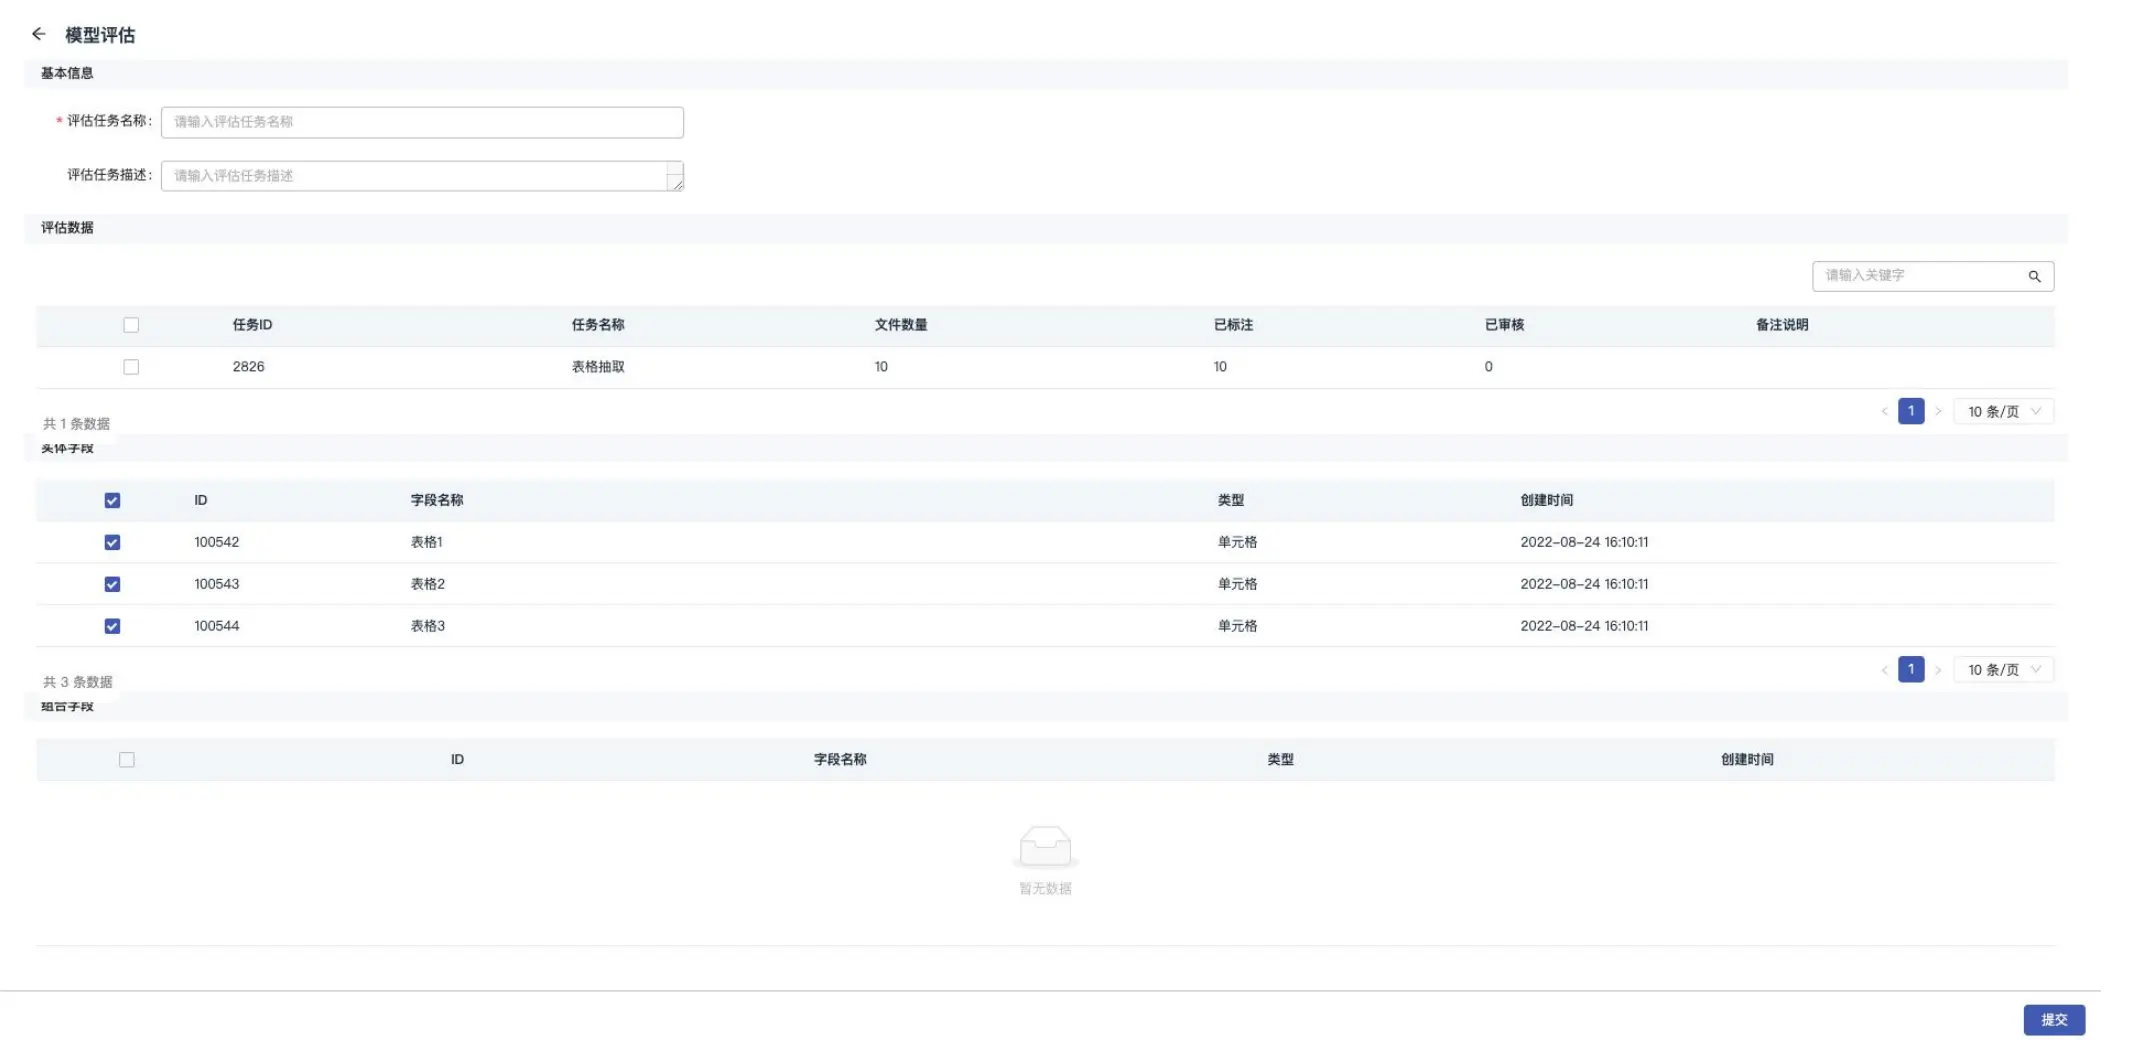 模型评估
基本信息
* 评估任务名称: 请输入评估任务名称
评估任务描述: 请输入评估任务描述
评估数据
请输入关键字
任务ID 任务名称 文件数量 已标注 已审核 备注说明
2826 表格抽取 10 10 0
共 1 条数据 1 10 条/页
实体字段
ID 字段名称 类型 创建时间
100542 表格1 单元格 2022-08-24 16:10:11
100543 表格2 单元格 2022-08-24 16:10:11
100544 表格3 单元格 2022-08-24 16:10:11
共 3 条数据 1 10 条/页
组合字段
ID 字段名称 类型 创建时间
暂无数据
提交